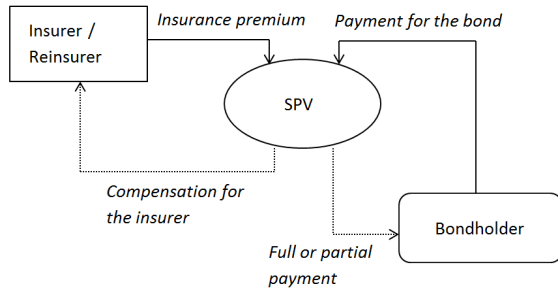 Insurance premium
Payment for the bond
Insurer /
Reinsurer
SPV
Compensation for
the insurer
Bondholder
Full or partial
payment